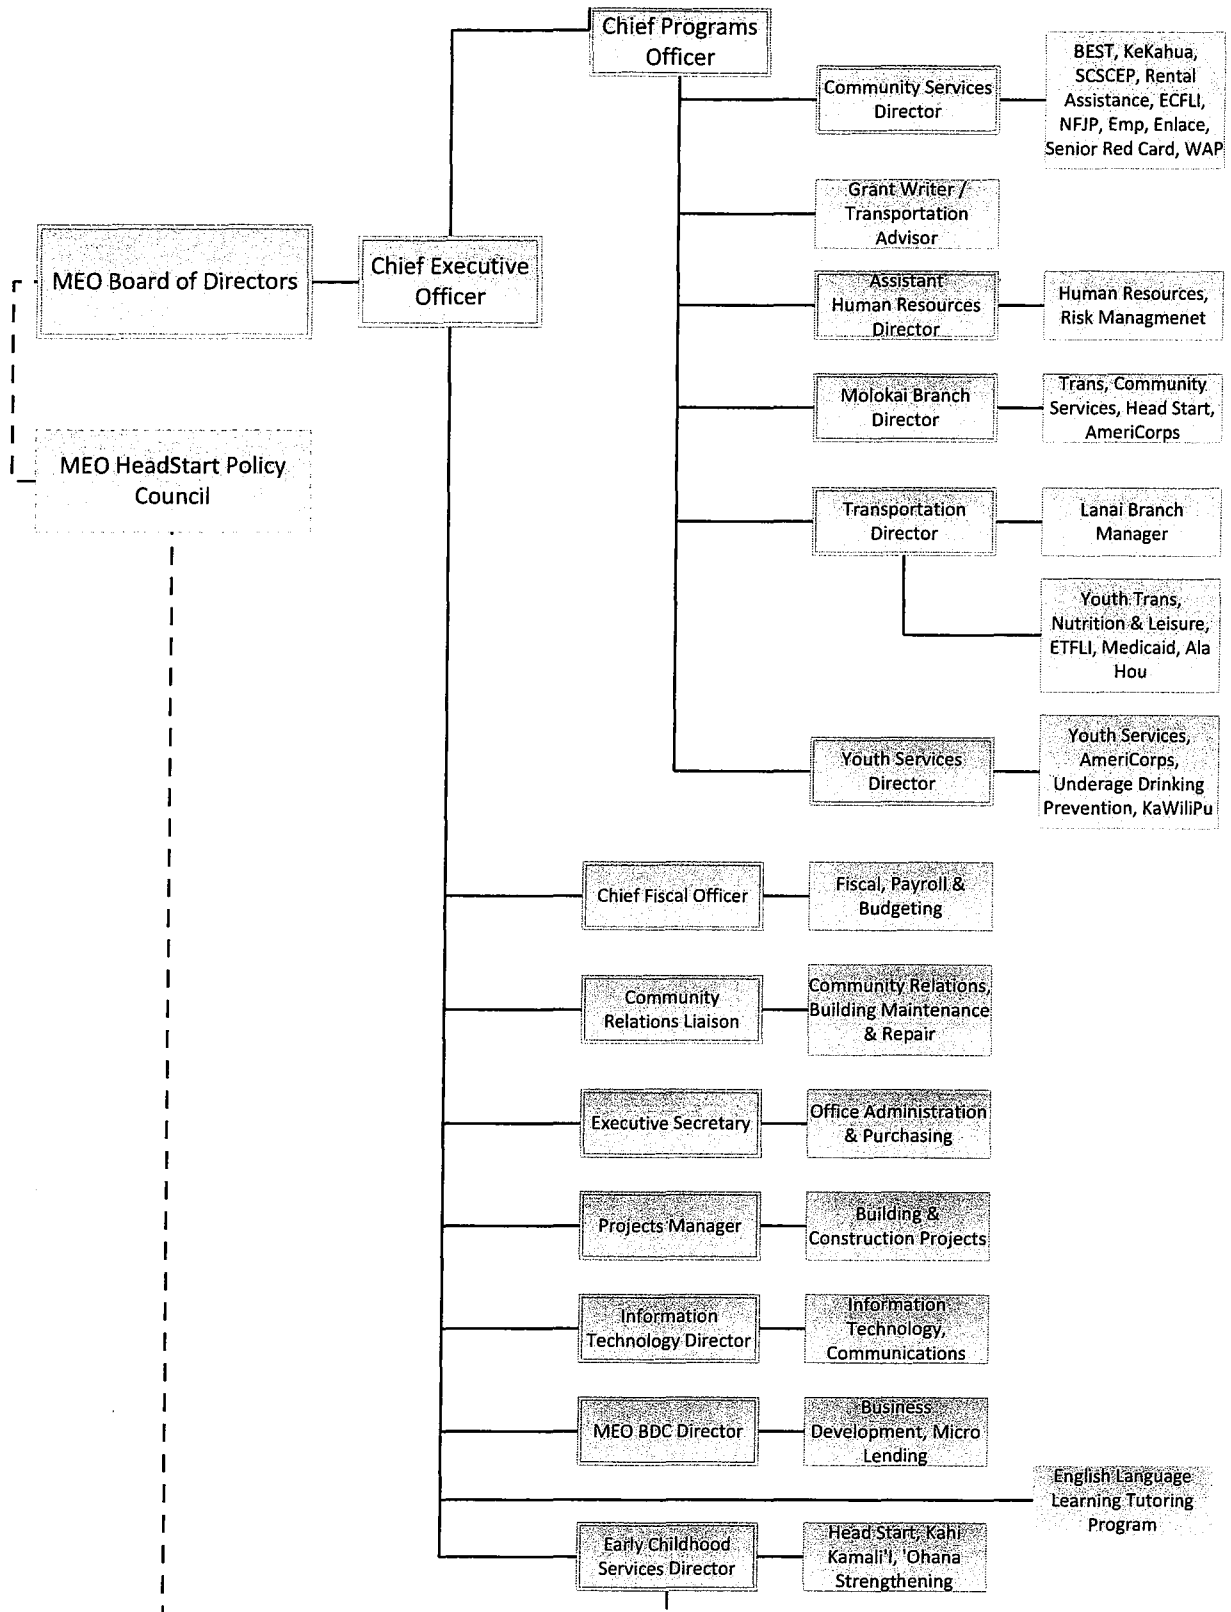 Chief Programs
Officer
Community Services
Director
BEST, KeKahua,
SCSCEP, Rental
Assistance, ECFLI,
NFJP, Emp, Enlace,
Senior Red Card, WAP
Grant Writer /
Transportation
Advisor
MEO Board of Directors
Chief Executive
Officer
Assistant
Human Resources
Director
Human Resources,
Risk Managmenet
Molokai Branch
Director
Trans, Community
Services, Head Start,
AmeriCorps
MEO HeadStart Policy
Council
Transportation
Director
Lanai Branch
Manager
Youth Trans,
Nutrition & Leisure,
ETFLI, Medicaid, Ala
Hou
Youth Services
Director
Youth Services,
AmeriCorps,
Underage Drinking
Prevention, KaWiliPu
Chief Fiscal Officer
Fiscal, Payroll &
Budgeting
Community
Relations Liaison
Community Relations,
Building Maintenance
& Repair
Executive Secretary
Office Administration
& Purchasing
Projects Manager
Building &
Construction Projects
Information
Technology Director
Information
Technology,
Communications
MEO BDC Director
Business
Development, Micro
Lending
English Language
Learning Tutoring
Program
Early Childhood
Services Director
Head Start, Kahi
Kamali'I, 'Ohana
Strengthening